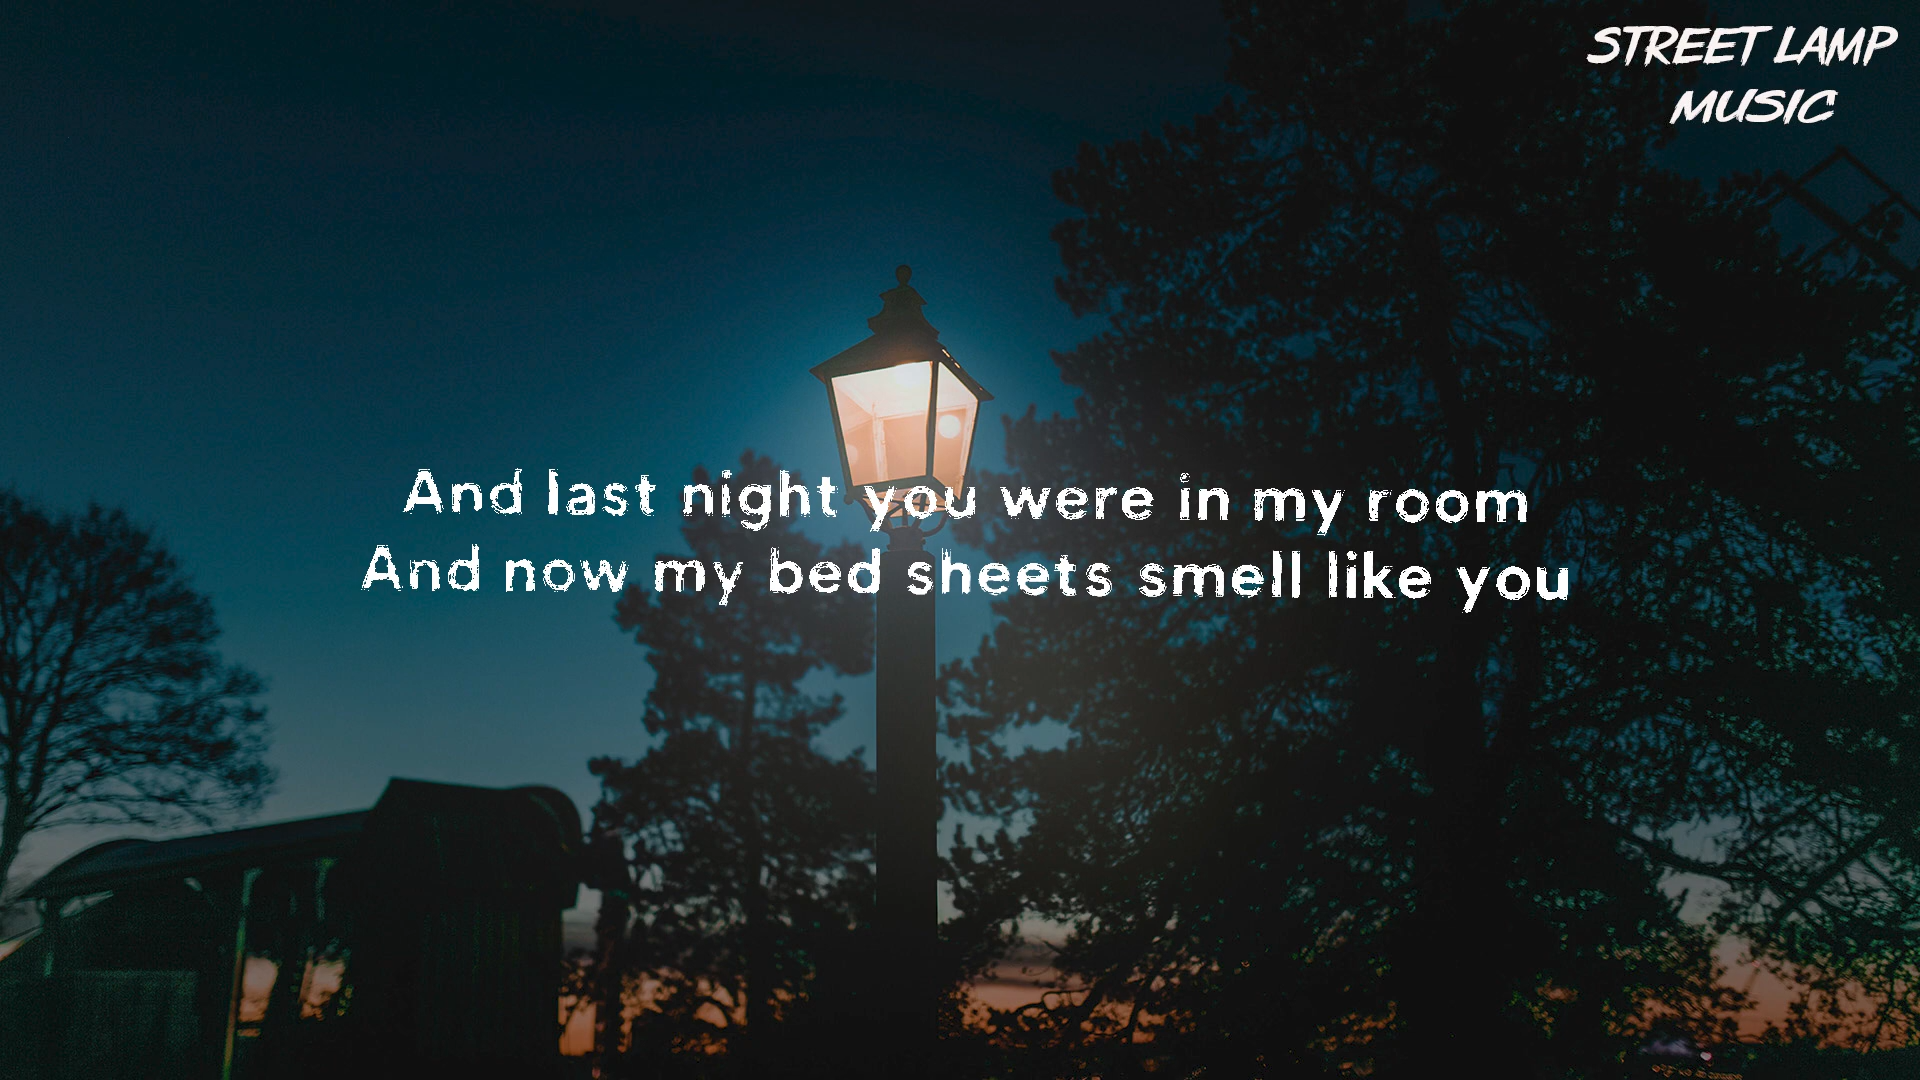 STREET LAMP
MUSIC
And last night you were in my room
And now my bed sheets smell like you